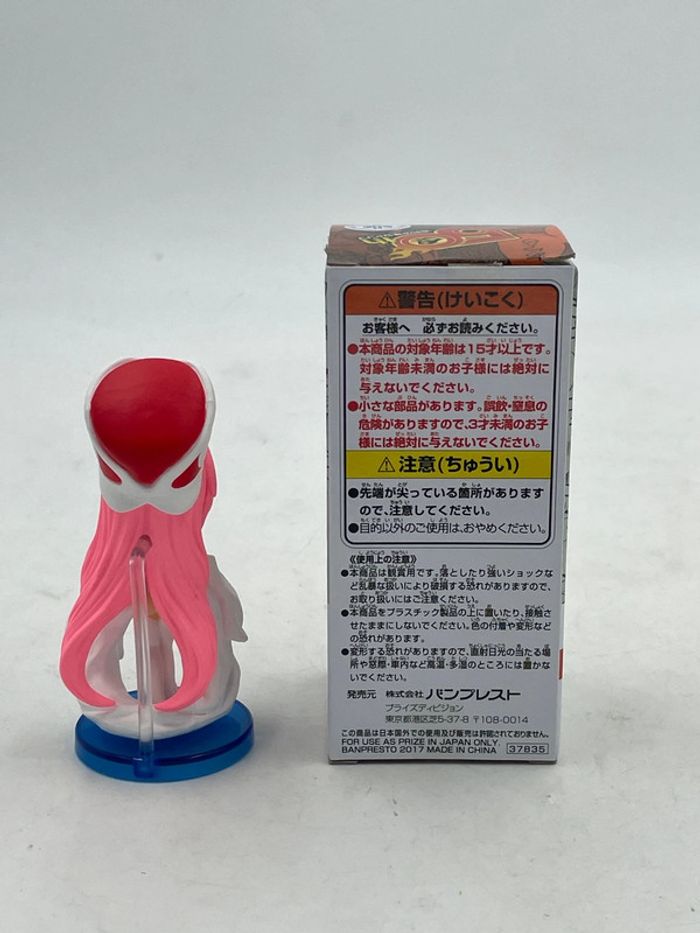 ⚠警告(けいこく)
お客様へ 必ずお読みください。
●本商品の対象年齢は15才以上です。
対象年齢未満のお子様には絶対に
与えないでください。
●小さな部品があります。誤飲・窒息の
危険がありますので、3才未満のお子
様には絶対に与えないでください。
⚠注意(ちゅうい)
●先端が尖っている箇所があります
ので、注意してください。
●目的以外のご使用は、おやめください。
《使用上の注意》
●本商品は観賞用です。落としたり強いショックな
ど乱暴な扱いにより破損する恐れがありますので、
お取り扱いにはご注意ください。
●本商品をプラスチック製品の上に置いたり、接触さ
せたままにしないでください。色の付着や変形など
の恐れがあります。
●変形する恐れがありますので、直射日光の当たる場
所や窓際・車内など高温・多湿のところには置かな
いでください。
発売元 株式会社 バンプレスト
プライズディビジョン
東京都港区芝5-37-8 〒108-0014
この商品は日本国外での使用及び販売は許諾されておりません。
FOR USE AS PRIZE IN JAPAN ONLY.
BANPRESTO 2017 MADE IN CHINA 37835